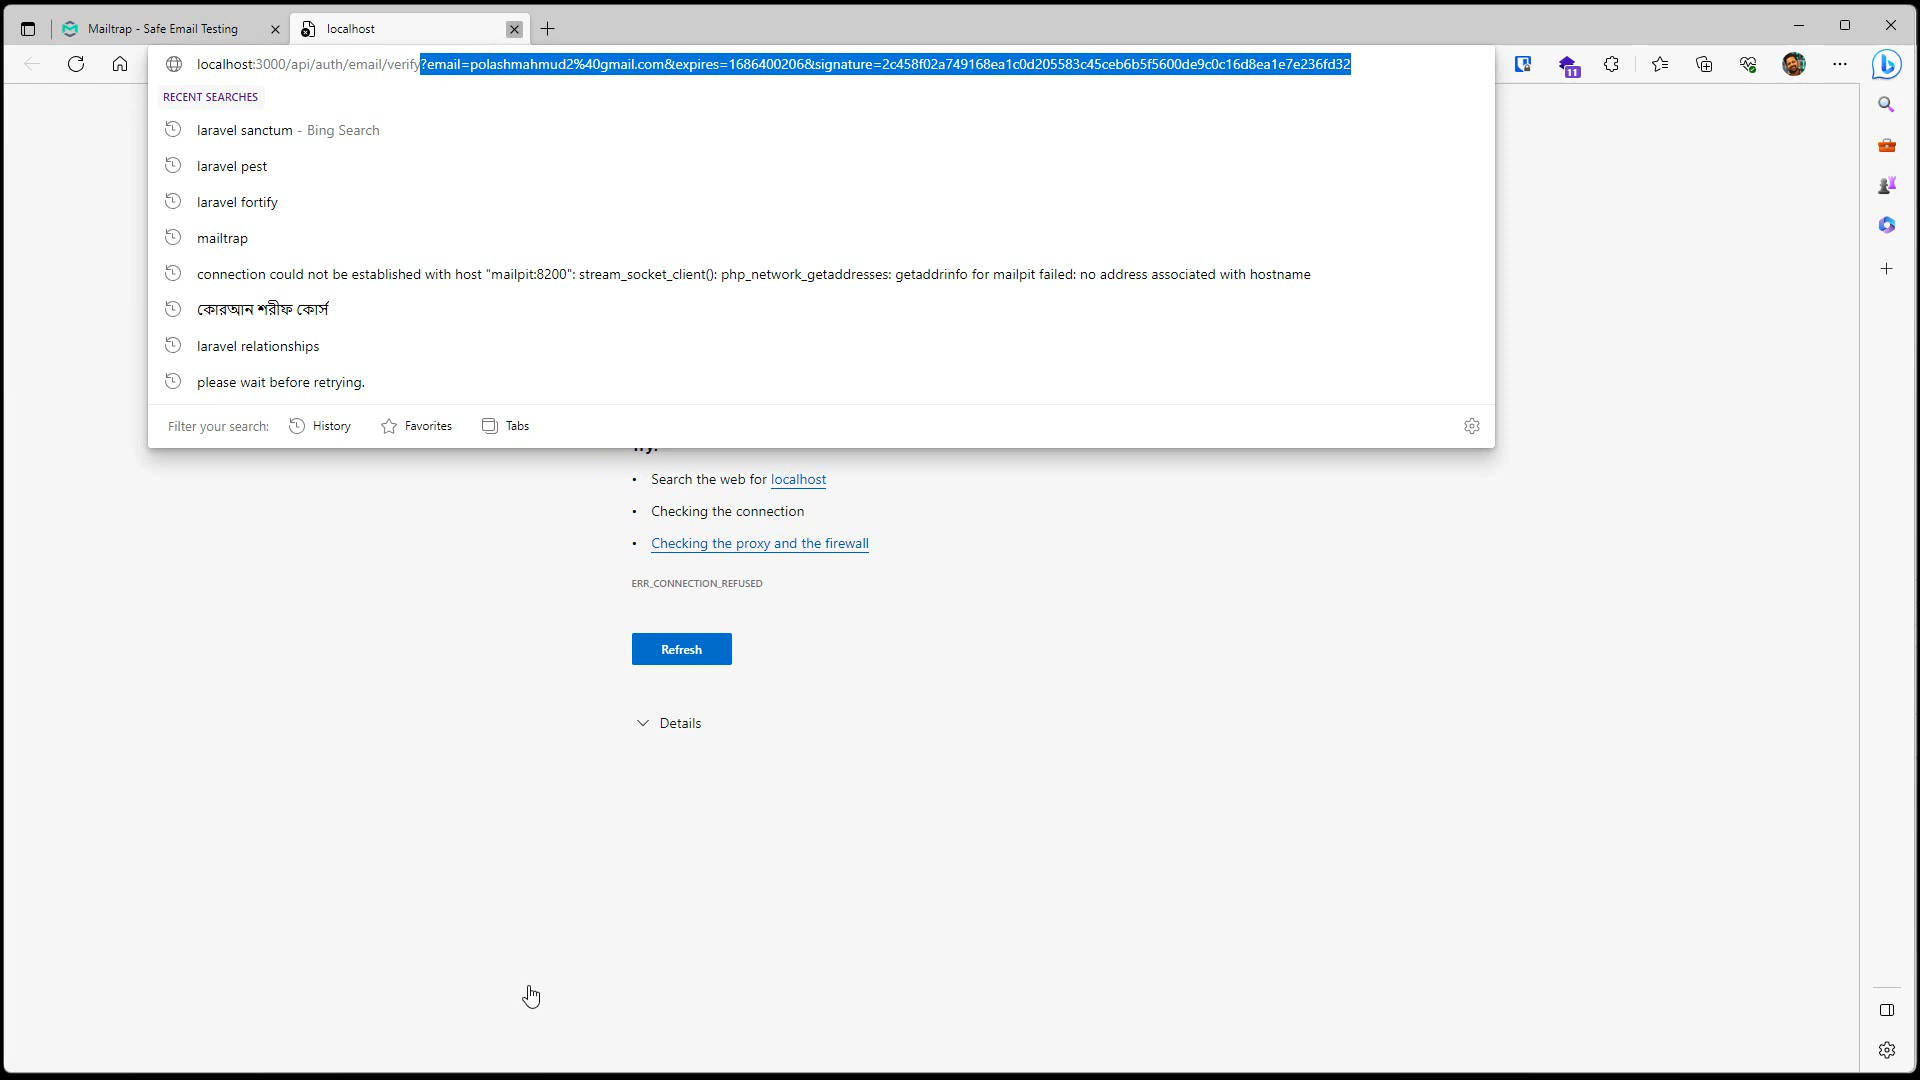 Mailtrap - Safe Email Testing
localhost
localhost:3000/api/auth/email/verify?email=polashmahmud2%40gmail.com&expires=1686400206&signature=2c458f02a749168ea1c0d205583c45ceb6b5f5600de9c0c16d8ea1e7e236fd32
11
RECENT SEARCHES
laravel sanctum - Bing Search
laravel pest
laravel fortify
mailtrap
connection could not be established with host "mailpit:8200": stream_socket_client(): php_network_getaddresses: getaddrinfo for mailpit failed: no address associated with hostname
কোরআন শরীফ কোর্স
laravel relationships
please wait before retrying.
Filter your search: History Favorites Tabs
Try:
• Search the web for localhost
• Checking the connection
• Checking the proxy and the firewall
ERR_CONNECTION_REFUSED
Refresh
Details